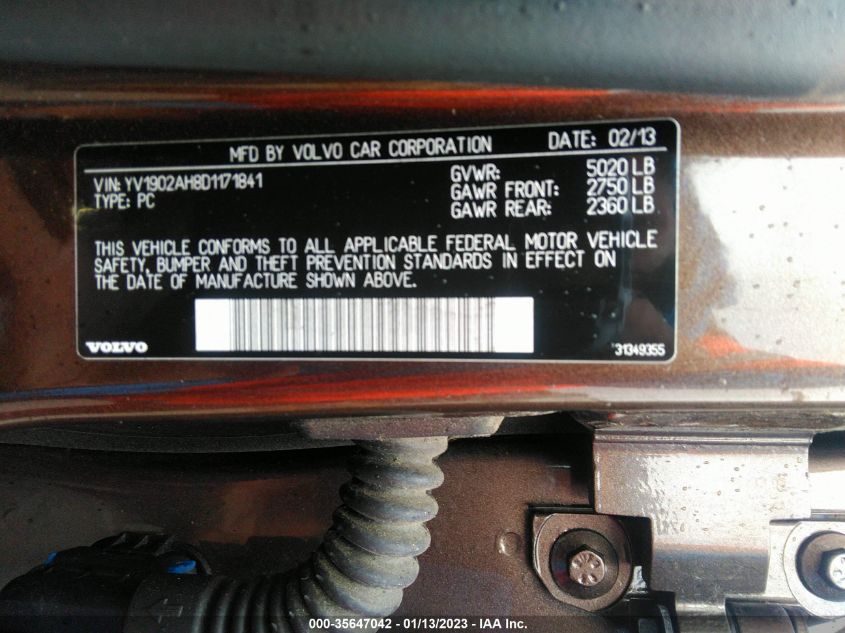 MFD BY VOLVO CAR CORPORATION DATE: 02/13
VIN: YV1902AH8D1171841 GVWR: 5020 LB
TYPE: PC GAWR FRONT: 2750 LB
GAWR REAR: 2360 LB
THIS VEHICLE CONFORMS TO ALL APPLICABLE FEDERAL MOTOR VEHICLE
SAFETY, BUMPER AND THEFT PREVENTION STANDARDS IN EFFECT ON
THE DATE OF MANUFACTURE SHOWN ABOVE.
VOLVO 31349355
000-35647042 - 01/13/2023 - IAA Inc.